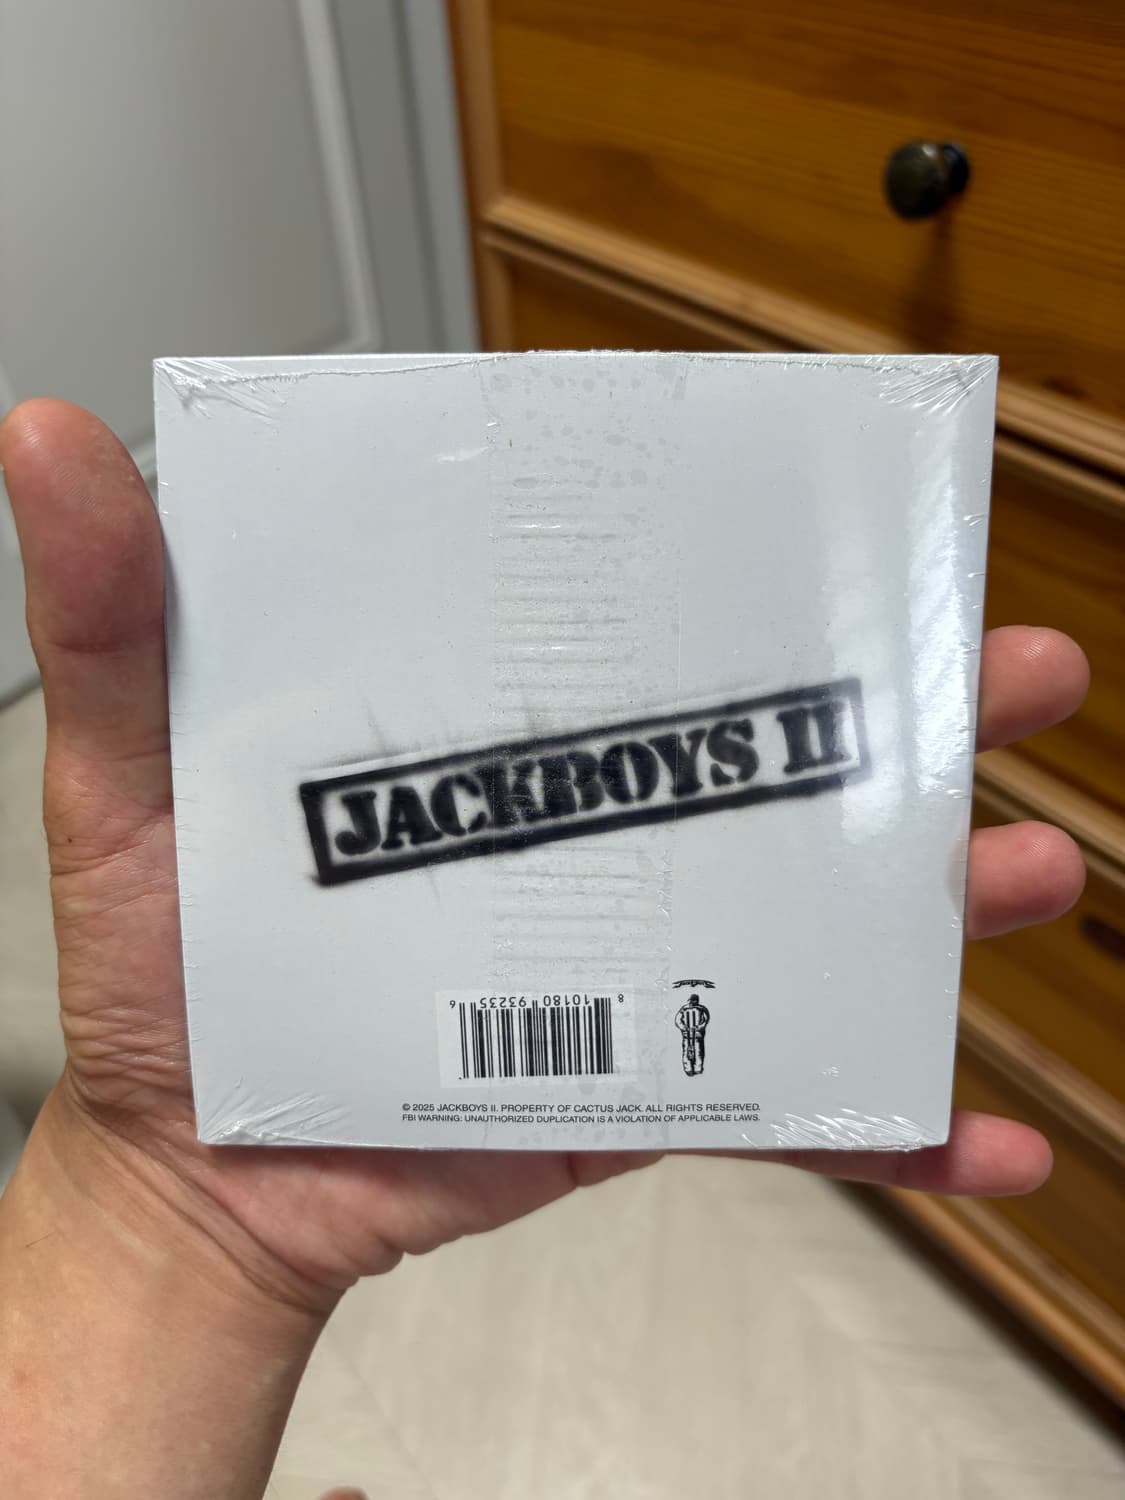 JACKBOYS II
8 10180 93235 6
© 2025 JACKBOYS II. PROPERTY OF CACTUS JACK. ALL RIGHTS RESERVED.
FBI WARNING: UNAUTHORIZED DUPLICATION IS A VIOLATION OF APPLICABLE LAWS.